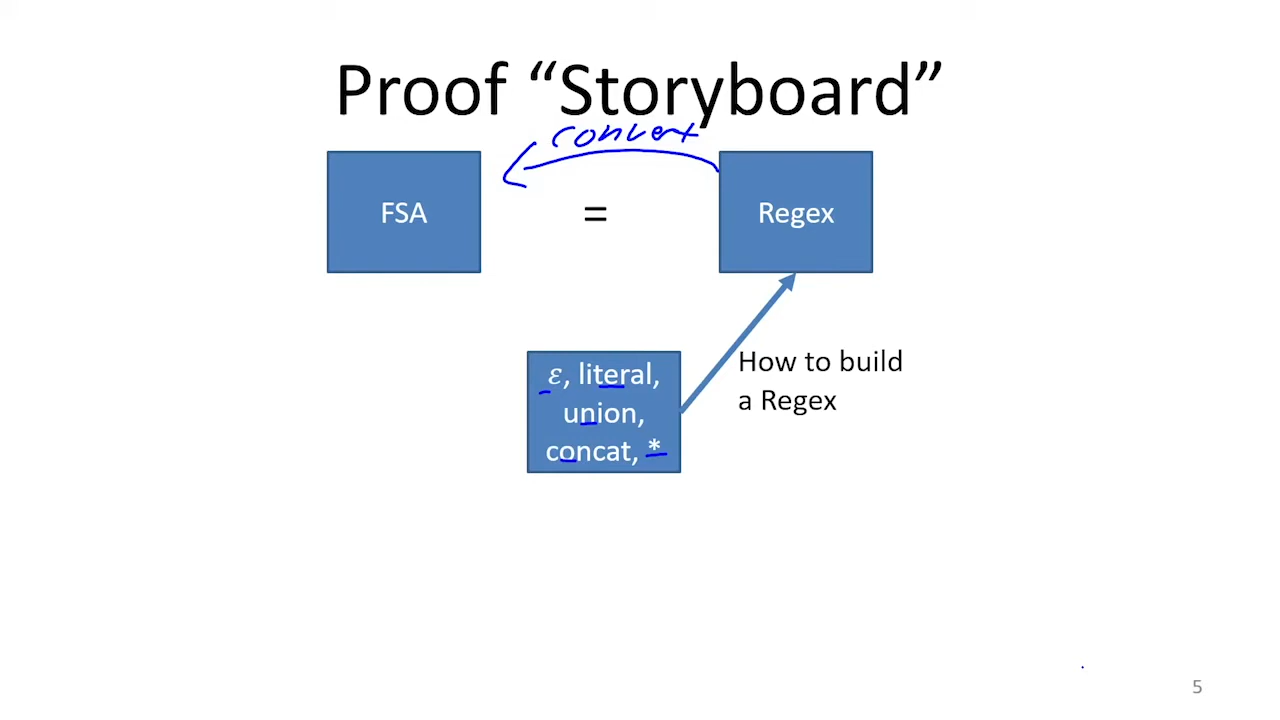 Proof “Storyboard”
convert
FSA
=
Regex
ε, literal,
union,
concat, *
How to build
a Regex
5